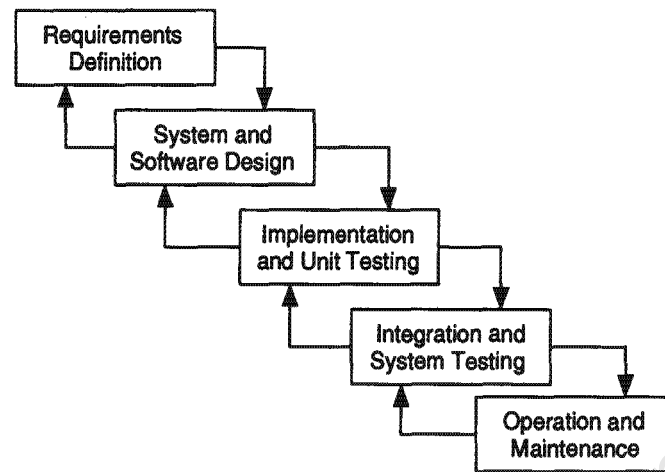 Requirements
Definition
System and
Software Design
Implementation
and Unit Testing
Integration and
System Testing
Operation and
Maintenance